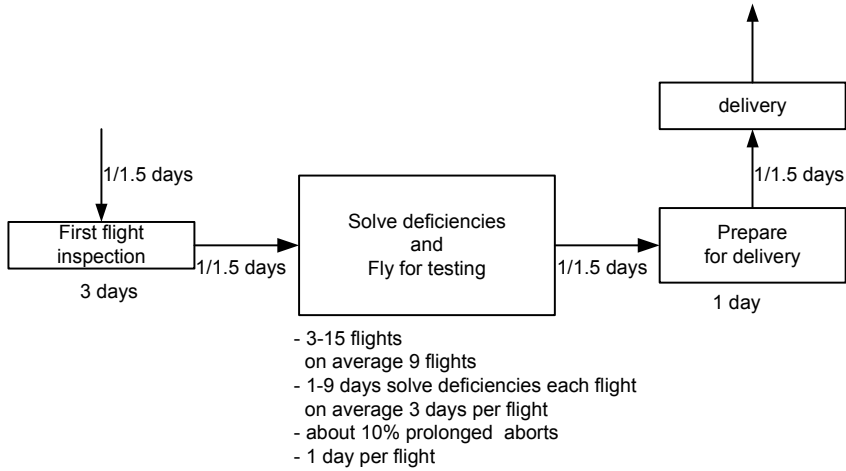 delivery
1/1.5 days
1/1.5 days
First flight
inspection
1/1.5 days
3 days
Solve deficiencies
and
Fly for testing
1/1.5 days
Prepare
for delivery
1 day
- 3-15 flights
on average 9 flights
- 1-9 days solve deficiencies each flight
on average 3 days per flight
- about 10% prolonged aborts
- 1 day per flight